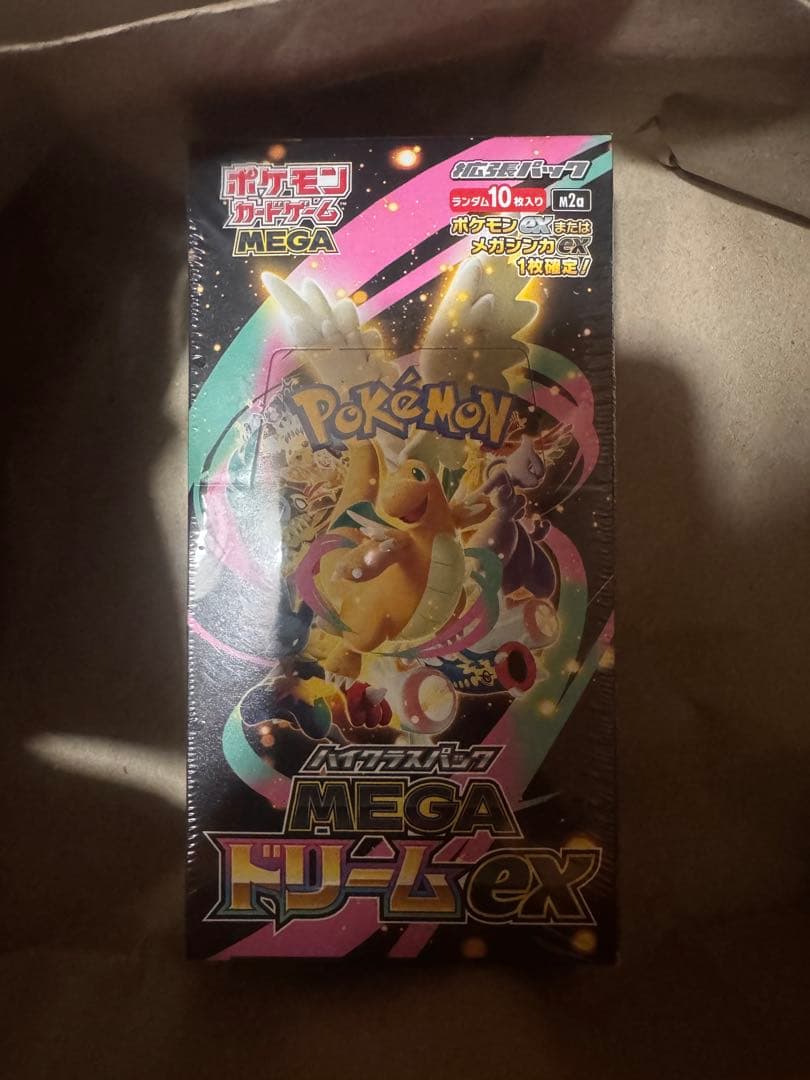 ポケモン
カードゲーム
MEGA
拡張パック
ランダム10枚入り M2a
ポケモンexまたは
メガシンカex
1枚確定!
POKéMON
ハイクラスパック
MEGA
ドリームex